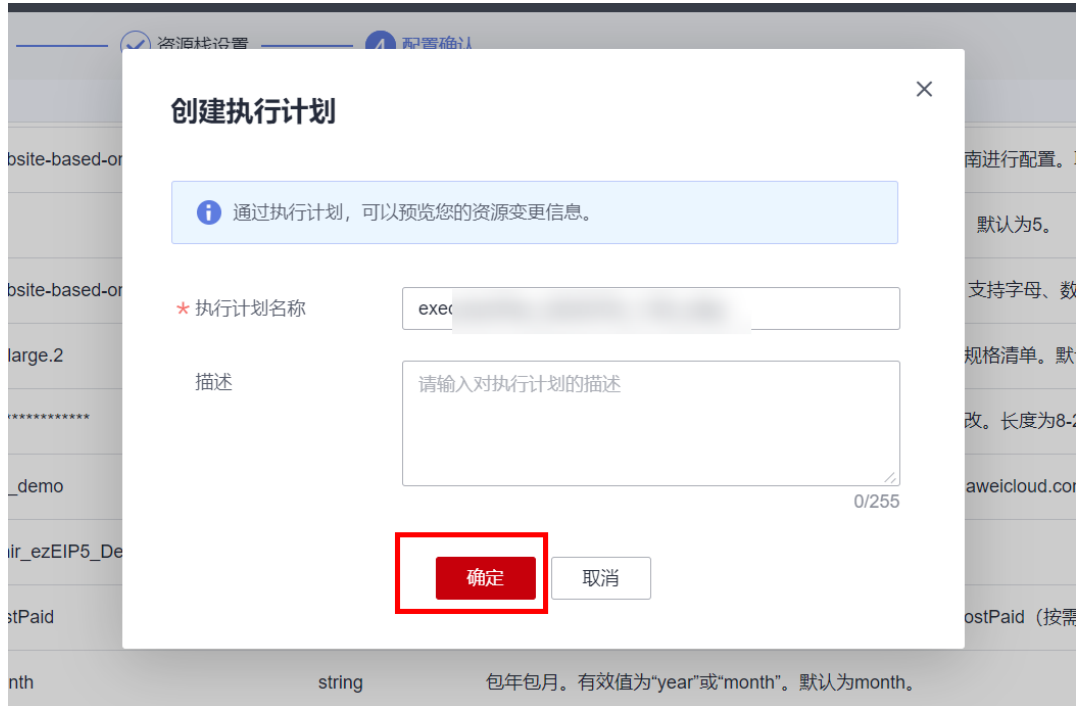 资源栈设置 4 配置确认
创建执行计划
bsite-based-or
南进行配置。
通过执行计划，可以预览您的资源变更信息。
默认为5。
bsite-based-or
* 执行计划名称
exec
支持字母、数
large.2
规格清单。默
描述
请输入对执行计划的描述
************
改。长度为8-2
_demo
aweicloud.com
0/255
ir_ezEIP5_De
确定
取消
stPaid
ostPaid（按需
nth
string
包年包月。有效值为“year”或“month”。默认为month。